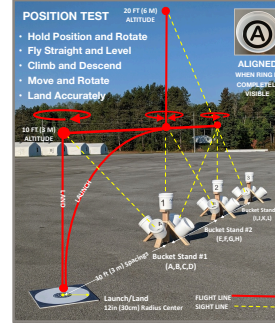 POSITION TEST
• Hold Position and Rotate
• Fly Straight and Level
• Climb and Descend
• Move and Rotate
• Land Accurately
20 FT (6 M)
ALTITUDE
A
ALIGNED
WHEN RING IS
COMPLETELY
VISIBLE
10 FT (3 M)
ALTITUDE
LAND
LAUNCH
1
2
3
Bucket Stand #3
(I,J,K,L)
Bucket Stand #2
(E,F,G,H)
Bucket Stand #1
(A,B,C,D)
10 ft (3 m) Spacings
Launch/Land
12in (30cm) Radius Center
FLIGHT LINE
SIGHT LINE